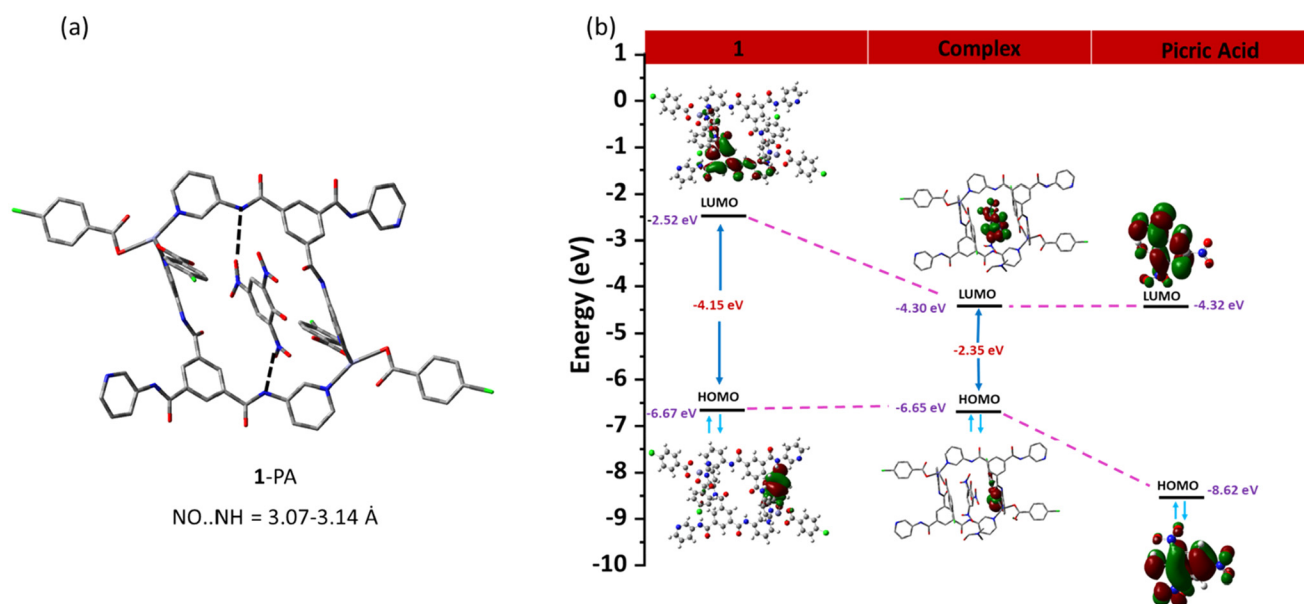 (a)
1-PA
NO..NH = 3.07-3.14 Å
(b)
1 Complex Picric Acid
Energy (eV)
1
0
-1
-2
-3
-4
-5
-6
-7
-8
-9
-10
LUMO
-2.52 eV
-4.15 eV
HOMO
-6.67 eV
LUMO
-4.30 eV
-2.35 eV
HOMO
-6.65 eV
LUMO
-4.32 eV
HOMO
-8.62 eV